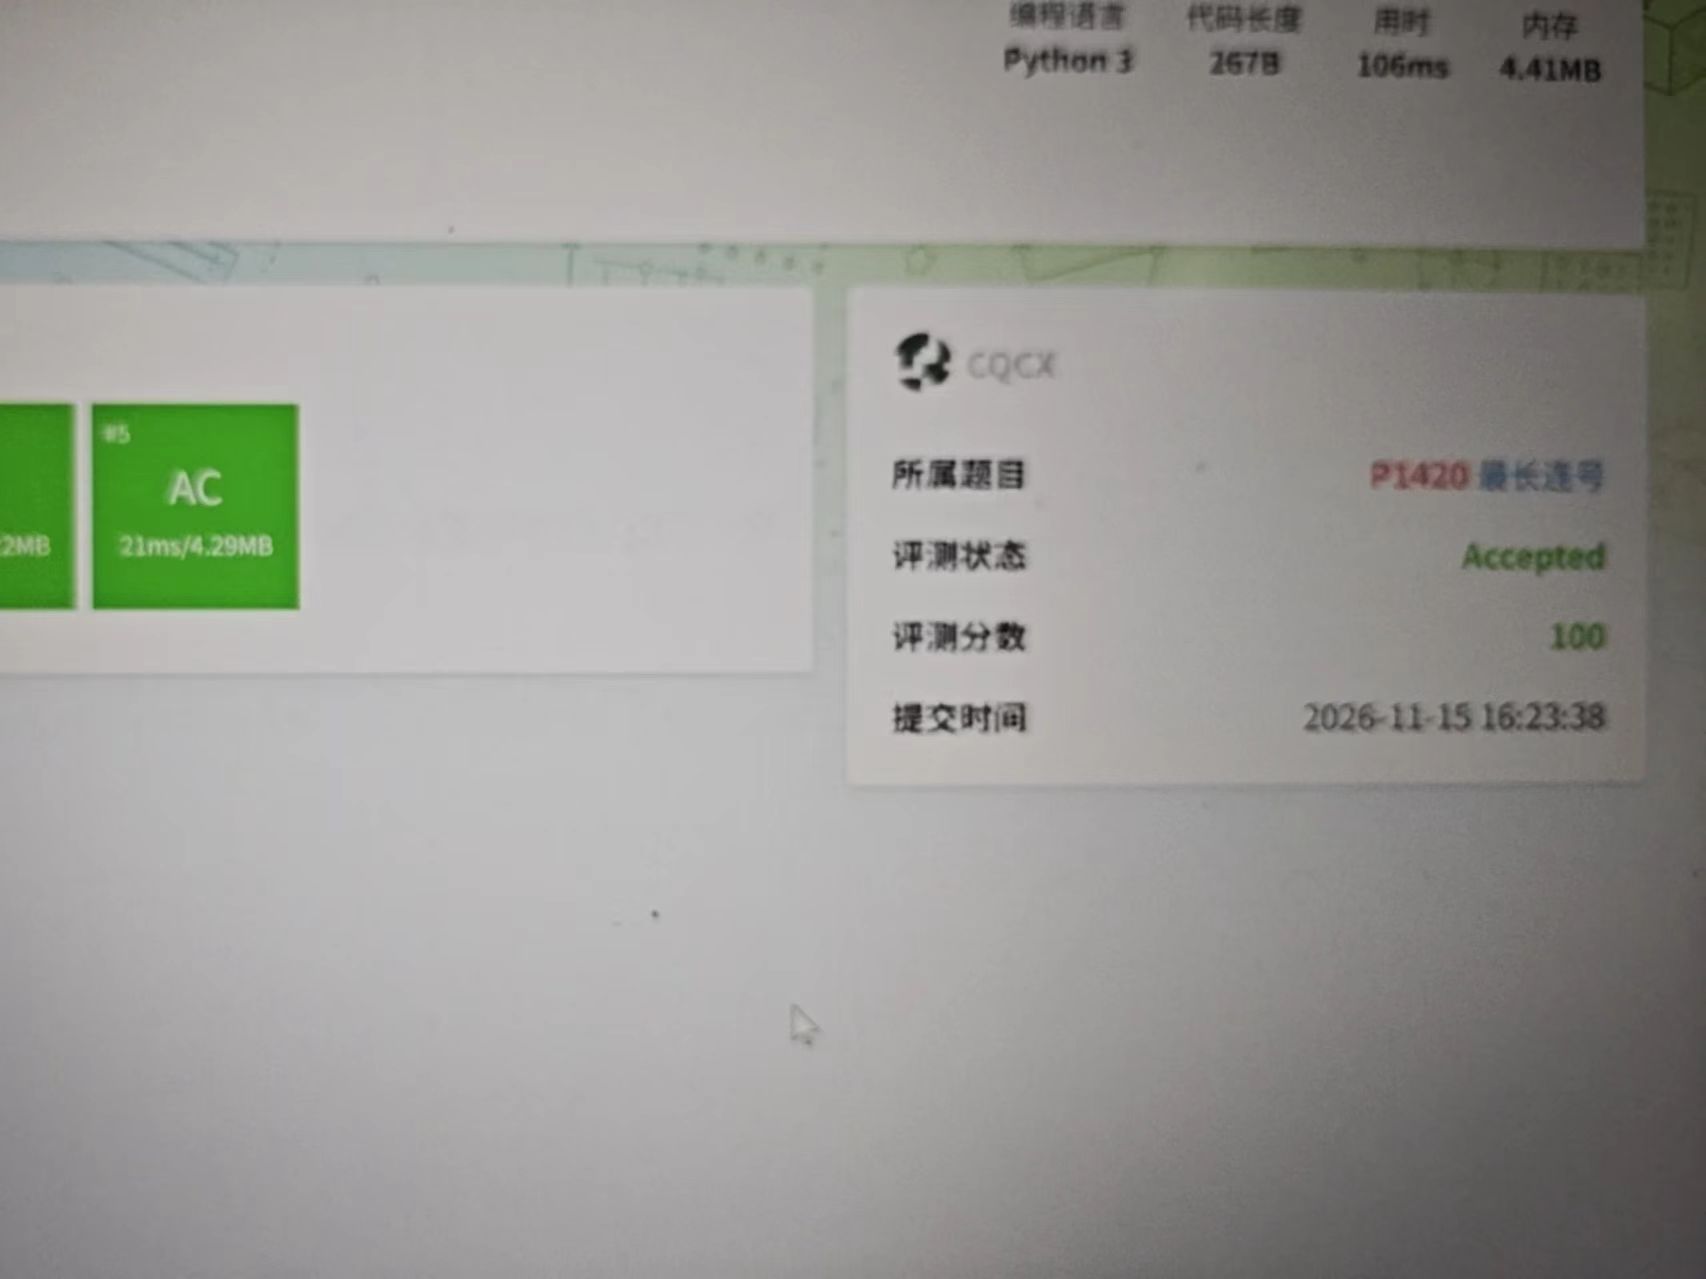 编程语言 代码长度 用时 内存
Python 3 267B 106ms 4.41MB
CQCX
#5
AC
2MB
21ms/4.29MB
所属题目 P1420 最长连号
评测状态 Accepted
评测分数 100
提交时间 2026-11-15 16:23:38